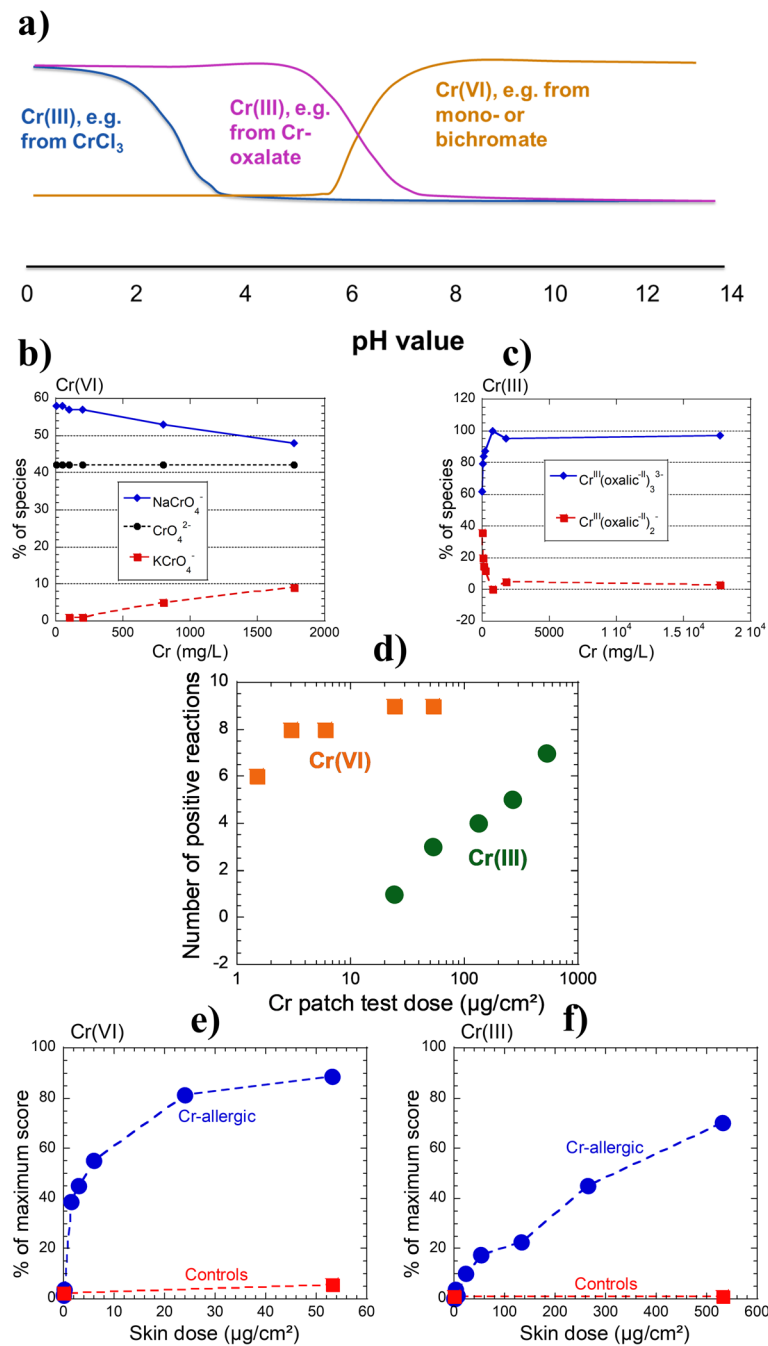 a)
Cr(III), e.g.
from CrCl₃
Cr(III), e.g.
from Cr-
oxalate
Cr(VI), e.g. from
mono- or
bichromate
0 2 4 6 8 10 12 14
pH value
b)
Cr(VI)
60
50
40
30
20
10
0
% of species
NaCrO₄⁻
CrO₄²⁻
KCrO₄⁻
0 500 1000 1500 2000
Cr (mg/L)
c)
Cr(III)
120
100
80
60
40
20
0
-20
% of species
Crᴵᴵᴵ(oxalic⁻ᴵᴵ)₃³⁻
Crᴵᴵᴵ(oxalic⁻ᴵᴵ)₂⁻
0 5000 1 10⁴ 1.5 10⁴ 2 10⁴
Cr (mg/L)
d)
10
8
6
4
2
0
-2
Number of positive reactions
Cr(VI)
Cr(III)
1 10 100 1000
Cr patch test dose (µg/cm²)
e)
Cr(VI)
100
80
60
40
20
0
% of maximum score
Cr-allergic
Controls
0 10 20 30 40 50 60
Skin dose (µg/cm²)
f)
Cr(III)
100
80
60
40
20
0
% of maximum score
Cr-allergic
Controls
0 100 200 300 400 500 600
Skin dose (µg/cm²)